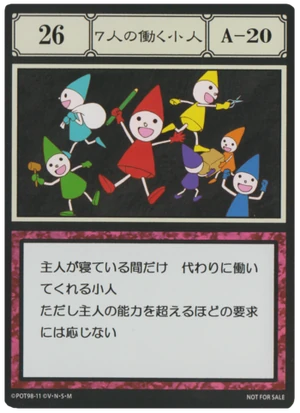 26
7人の働く小人
A-20
主人が寝ている間だけ　代わりに働い
てくれる小人
ただし主人の能力を超えるほどの要求
には応じない
©POT98-11 ©V・N・S・M
NOT FOR SALE